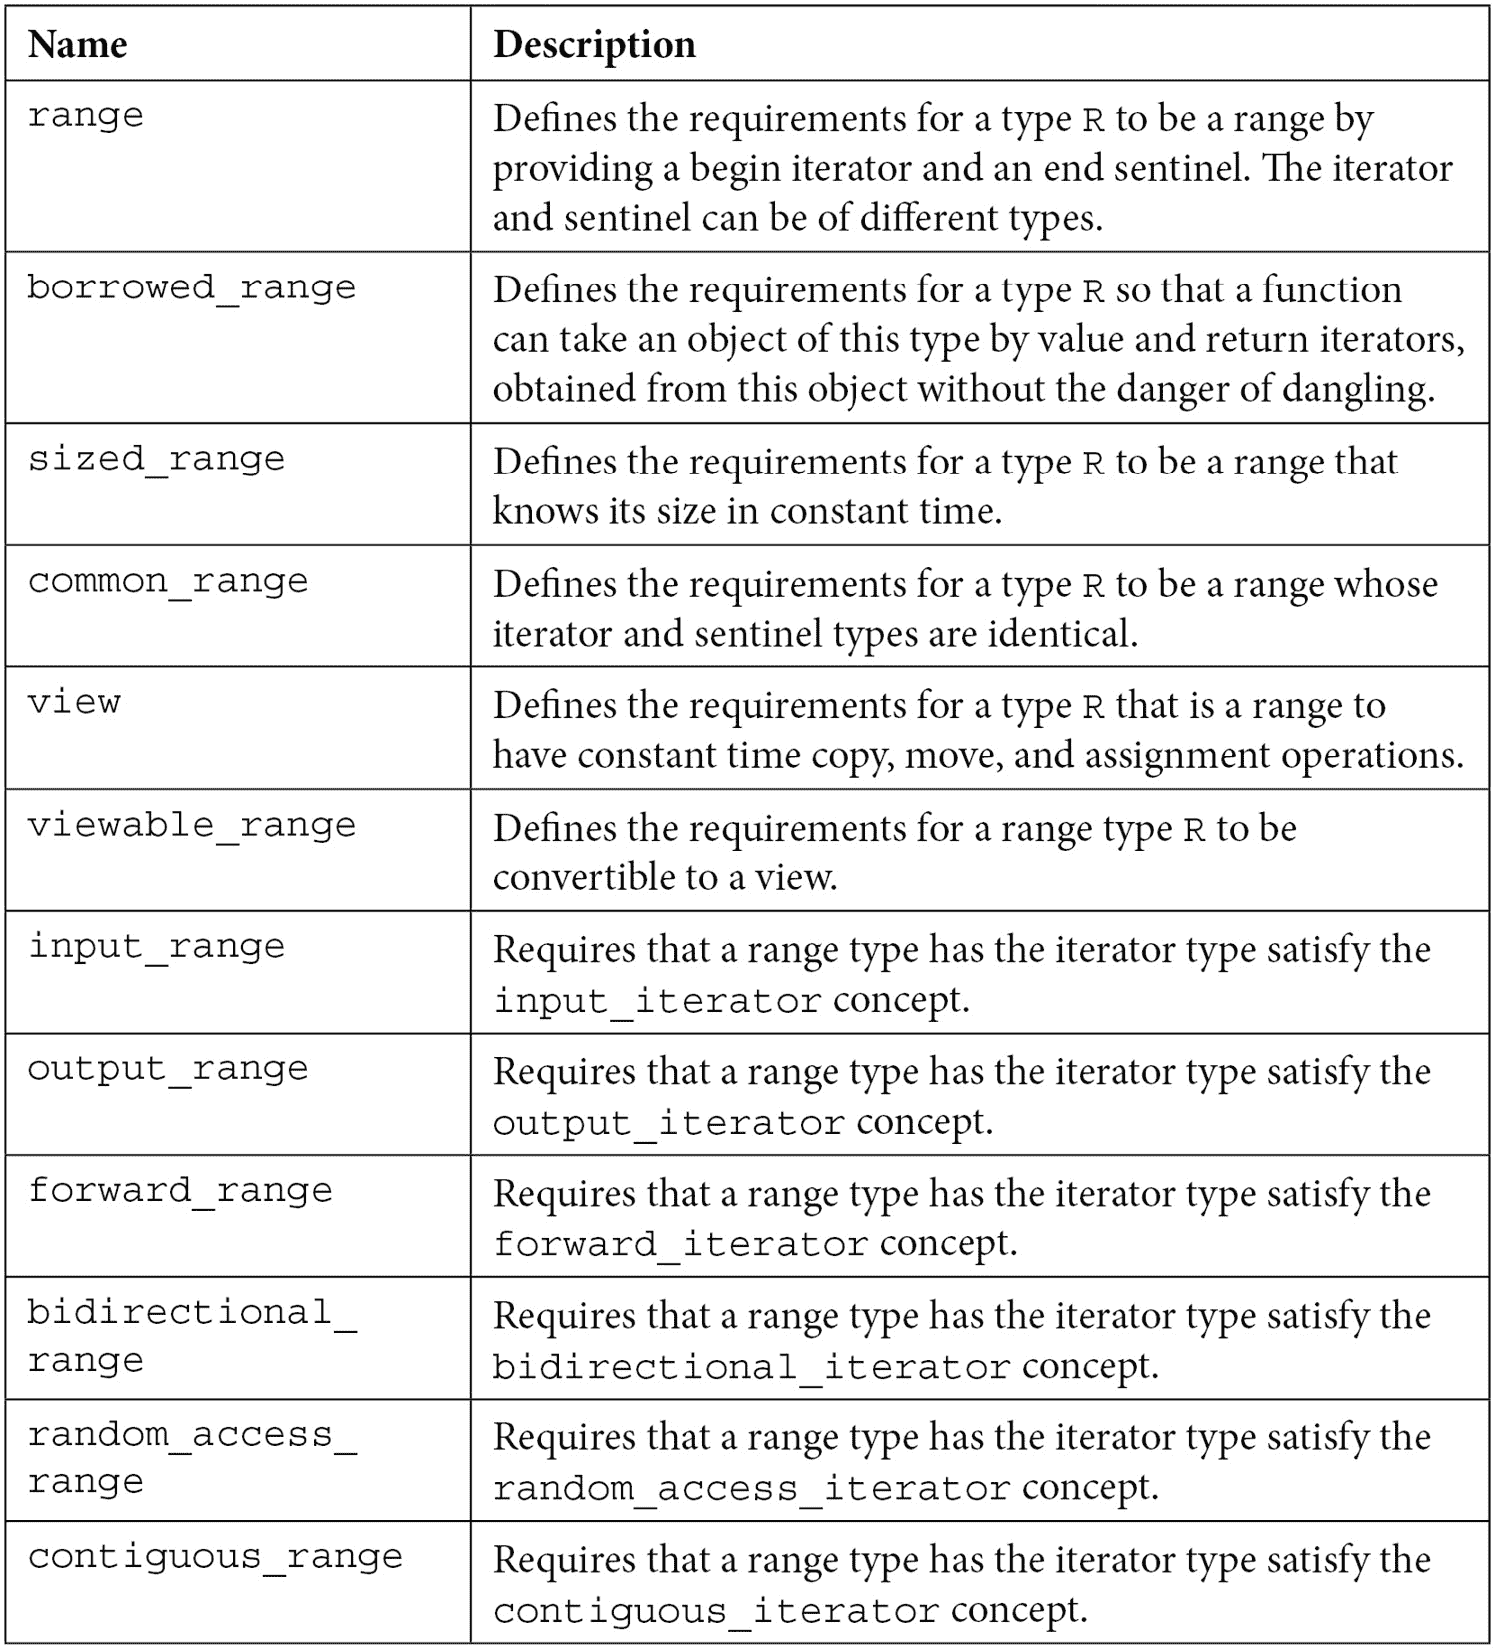 Name Description
range Defines the requirements for a type R to be a range by
providing a begin iterator and an end sentinel. The iterator
and sentinel can be of different types.
borrowed_range Defines the requirements for a type R so that a function
can take an object of this type by value and return iterators,
obtained from this object without the danger of dangling.
sized_range Defines the requirements for a type R to be a range that
knows its size in constant time.
common_range Defines the requirements for a type R to be a range whose
iterator and sentinel types are identical.
view Defines the requirements for a type R that is a range to
have constant time copy, move, and assignment operations.
viewable_range Defines the requirements for a range type R to be
convertible to a view.
input_range Requires that a range type has the iterator type satisfy the
input_iterator concept.
output_range Requires that a range type has the iterator type satisfy the
output_iterator concept.
forward_range Requires that a range type has the iterator type satisfy the
forward_iterator concept.
bidirectional_ Requires that a range type has the iterator type satisfy the
range bidirectional_iterator concept.
random_access_ Requires that a range type has the iterator type satisfy the
range random_access_iterator concept.
contiguous_range Requires that a range type has the iterator type satisfy the
contiguous_iterator concept.